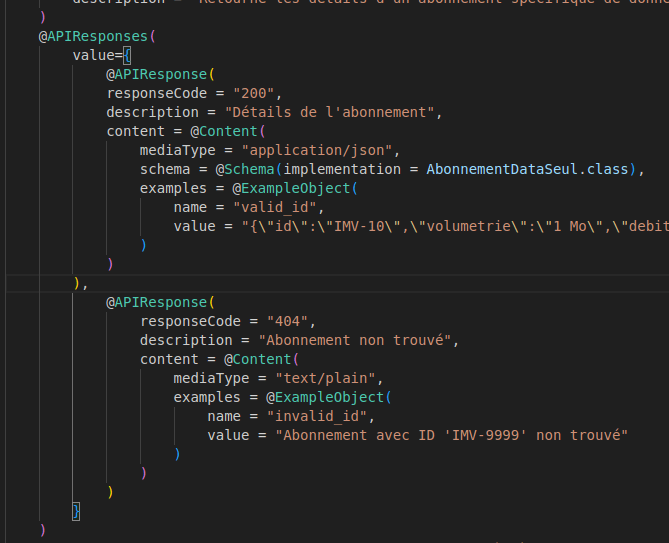 description = "Retourne les détails d'un abonnement spécifique de donné
)
@APIResponses(
value={
@APIResponse(
responseCode = "200",
description = "Détails de l'abonnement",
content = @Content(
mediaType = "application/json",
schema = @Schema(implementation = AbonnementDataSeul.class),
examples = @ExampleObject(
name = "valid_id",
value = "{\"id\":\"IMV-10\",\"volumetrie\":\"1 Mo\",\"debit
)
)
),
@APIResponse(
responseCode = "404",
description = "Abonnement non trouvé",
content = @Content(
mediaType = "text/plain",
examples = @ExampleObject(
name = "invalid_id",
value = "Abonnement avec ID 'IMV-9999' non trouvé"
)
)
)
}
)